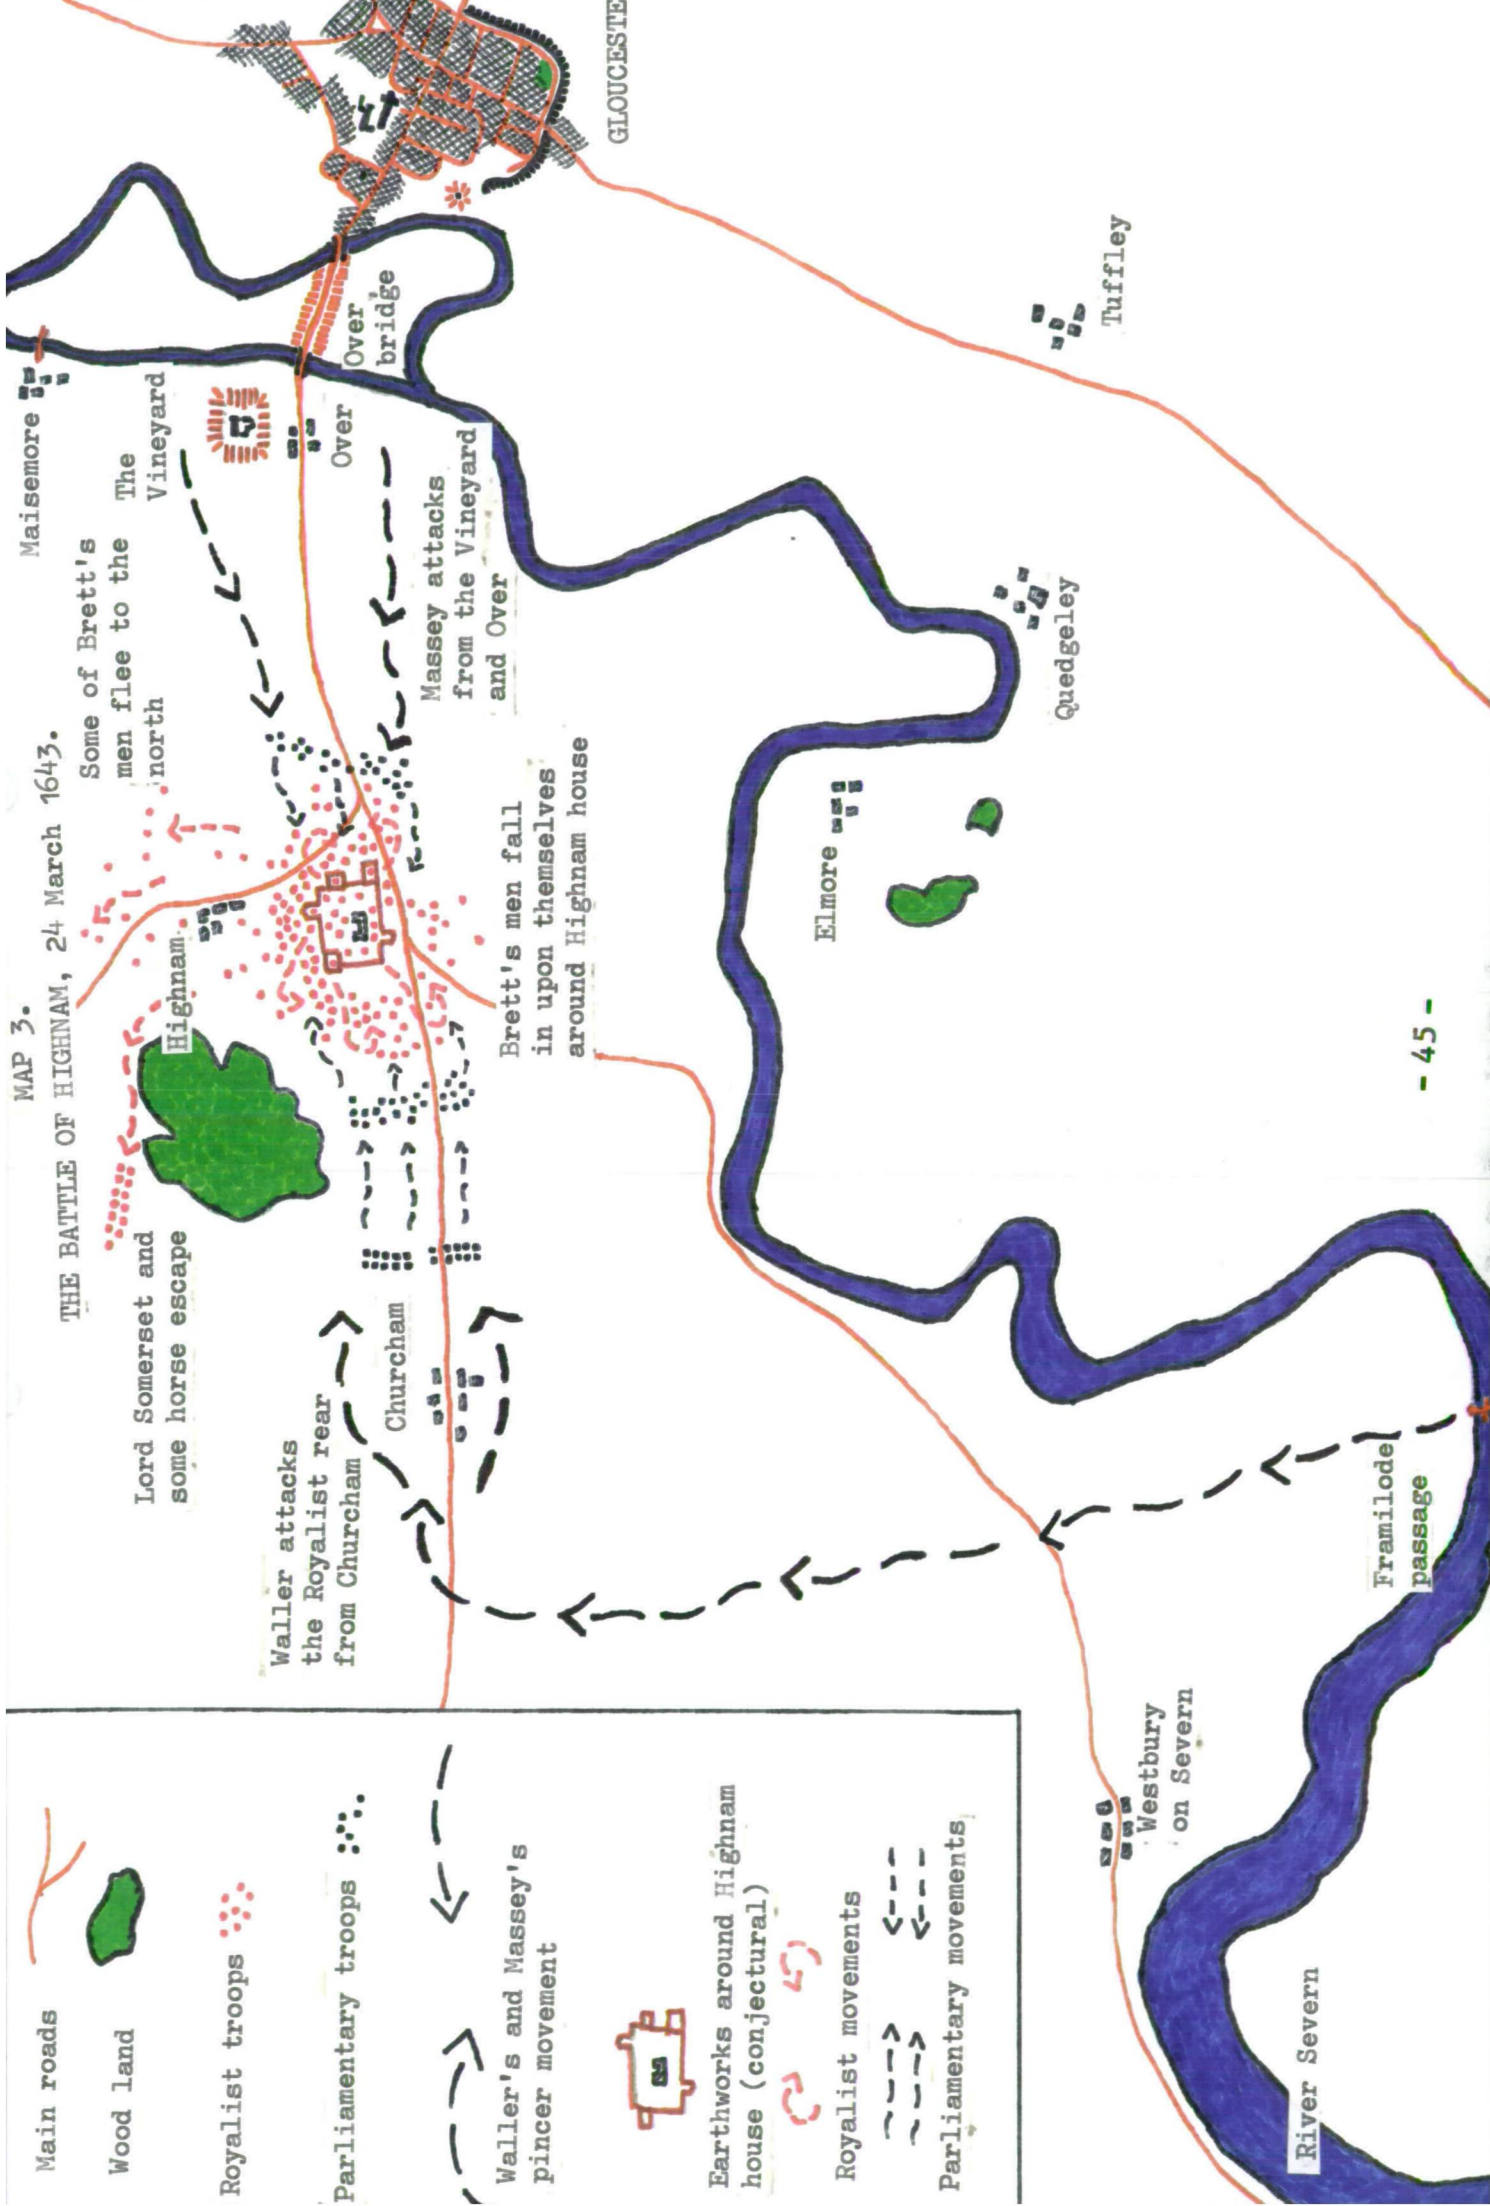 MAP 3.
THE BATTLE OF HIGHNAM, 24 March 1643.
Main roads
Wood land
Royalist troops
Parliamentary troops
Waller's and Massey's
pincer movement
Earthworks around Highnam
house (conjectural)
Royalist movements
Parliamentary movements
Lord Somerset and
some horse escape
Waller attacks
the Royalist rear
from Churcham
Churcham
Highnam
Some of Brett's
men flee to the
north
Maisemore
The
Vineyard
Over
Over
bridge
GLOUCESTE
Massey attacks
from the Vineyard
and Over
Brett's men fall
in upon themselves
around Highnam house
Elmore
Quedgeley
Tuffley
Framilode
passage
Westbury
on Severn
River Severn
- 45 -